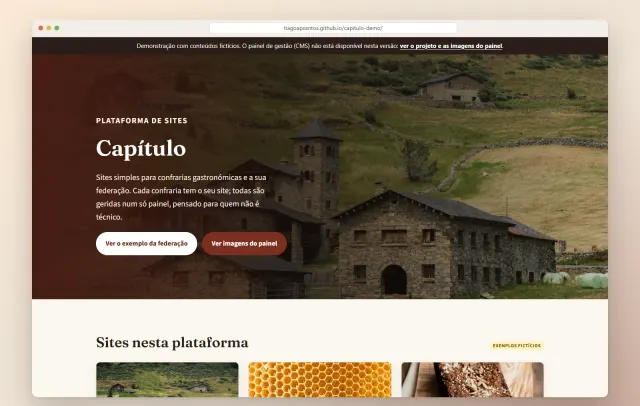 tiagoapsantos.github.io/capitulo-demo/
Demonstração com conteúdos fictícios. O painel de gestão (CMS) não está disponível nesta versão: ver o projeto e as imagens do painel.
PLATAFORMA DE SITES
Capítulo
Sites simples para confrarias gastronómicas e a sua
federação. Cada confraria tem o seu site; todas são
geridas num só painel, pensado para quem não é
técnico.
Ver o exemplo da federação
Ver imagens do painel
Sites nesta plataforma
EXEMPLOS FICTÍCIOS